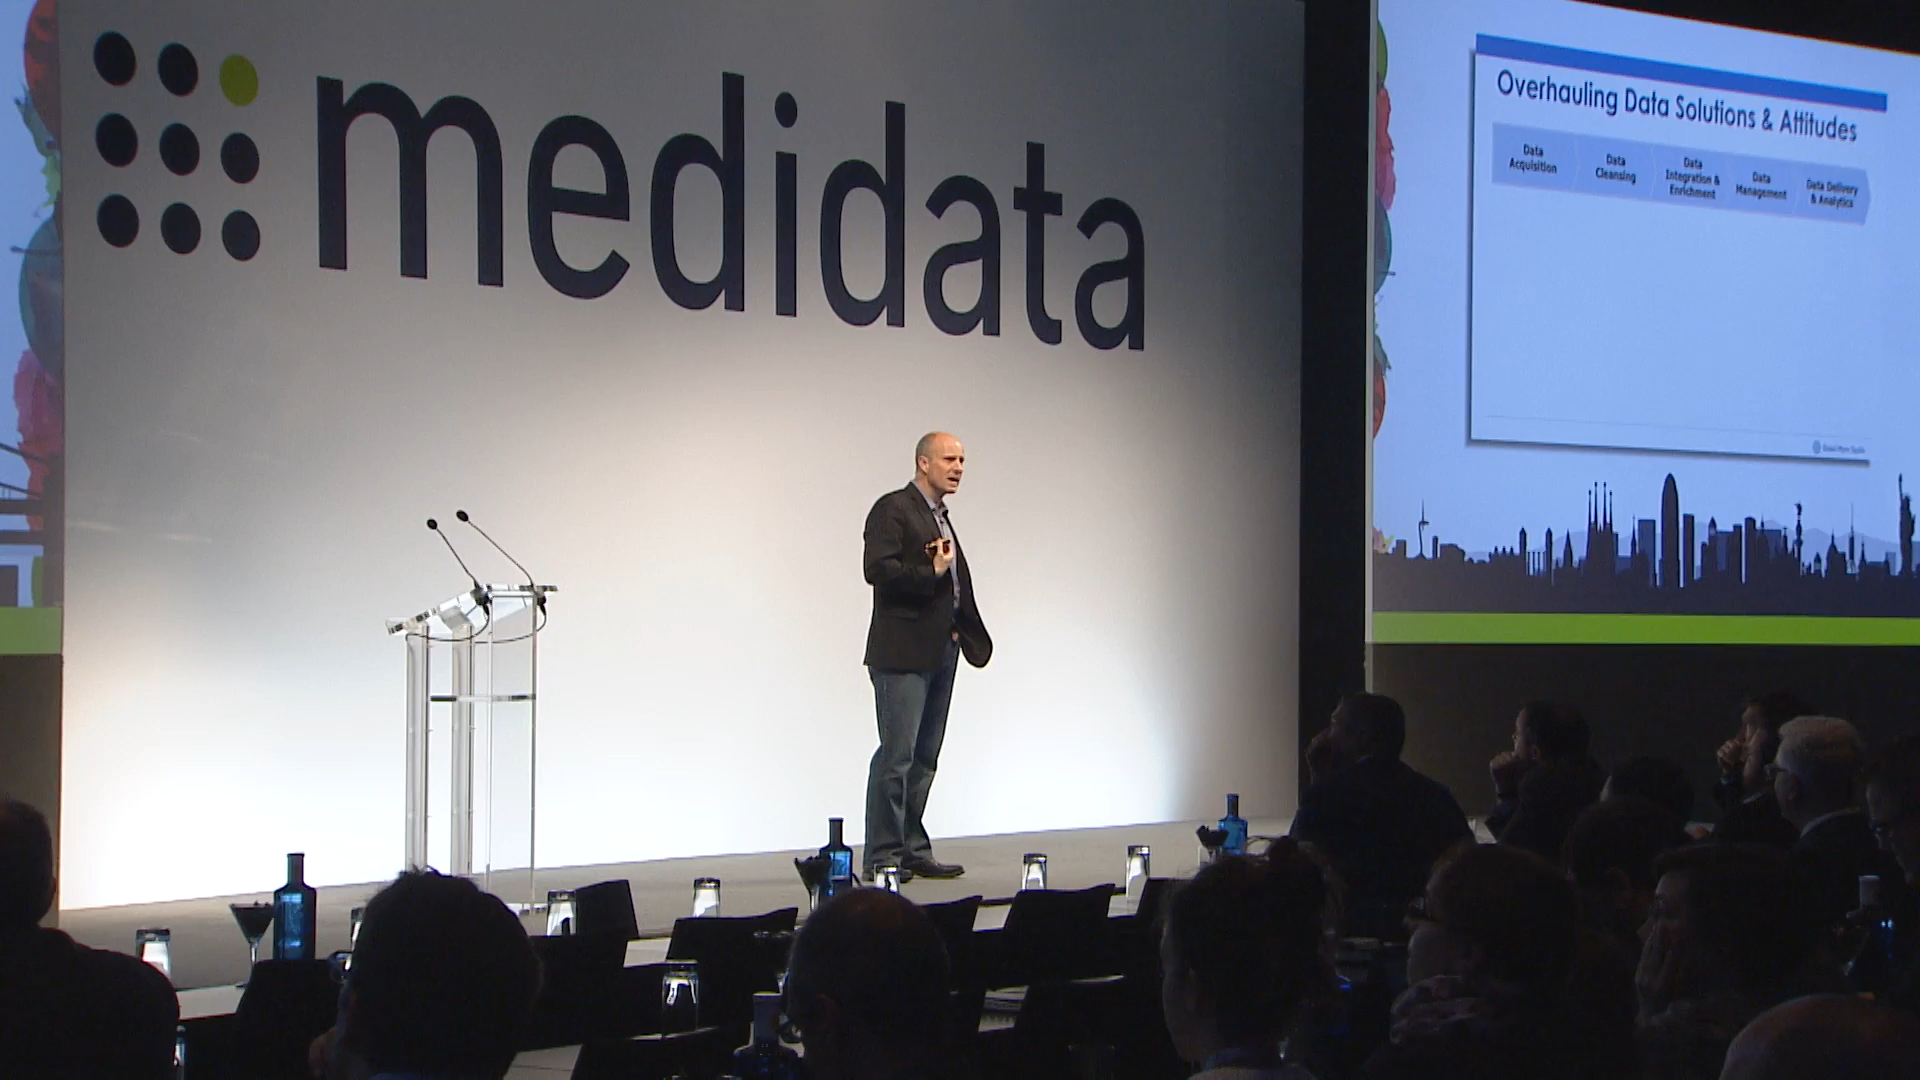 medidata
Overhauling Data Solutions & Attitudes
Data
Acquisition
Data
Cleansing
Data
Integration &
Enrichment
Data
Management
Data Delivery
& Analytics